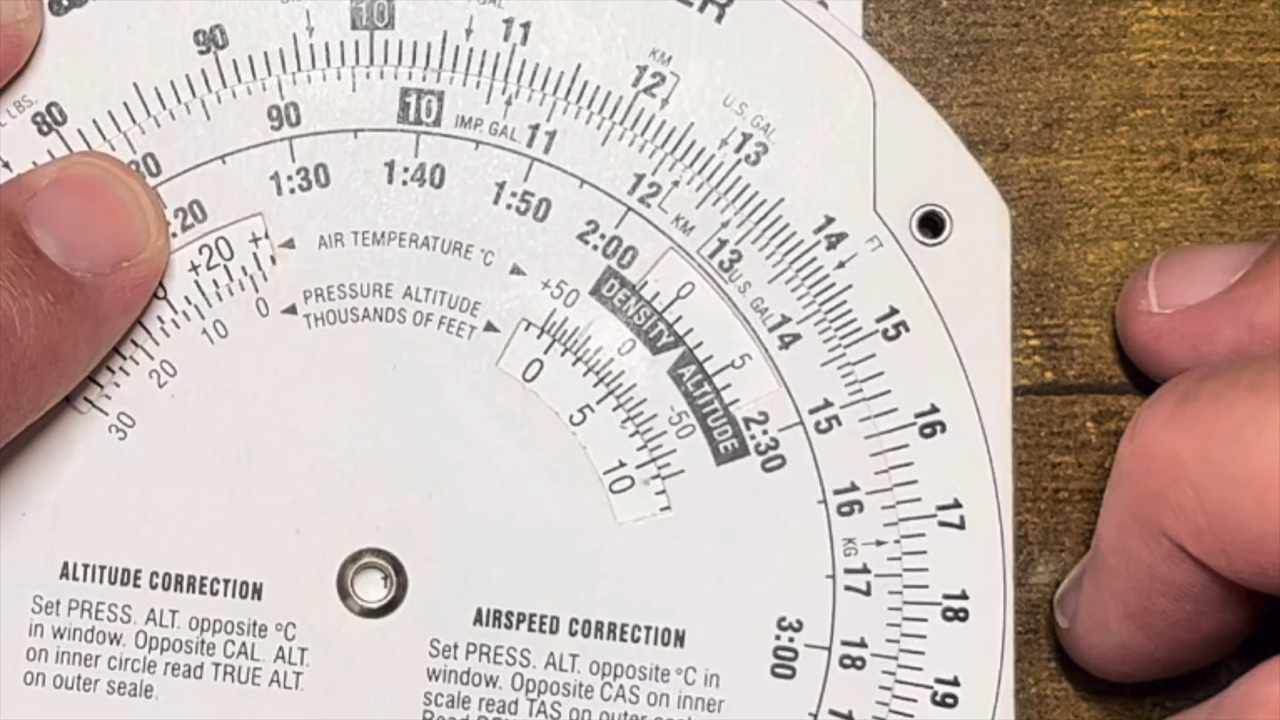 90
10
11
KM
12
U.S. GAL
13
14
FT
15
16
17
18
19
LBS.
80
90
10
IMP. GAL
11
12
KM
13
U.S. GAL
14
15
16
KG
17
18
1:30
1:40
1:50
2:00
2:30
3:00
+20
0
10
20
30
AIR TEMPERATURE °C
PRESSURE ALTITUDE
THOUSANDS OF FEET
+50
0
-50
0
5
10
DENSITY ALTITUDE
0
5
ALTITUDE CORRECTION
Set PRESS. ALT. opposite °C
in window. Opposite CAL. ALT.
on inner circle read TRUE ALT.
on outer seale.
AIRSPEED CORRECTION
Set PRESS. ALT. opposite °C in
window. Opposite CAS on inner
scale read TAS on outer